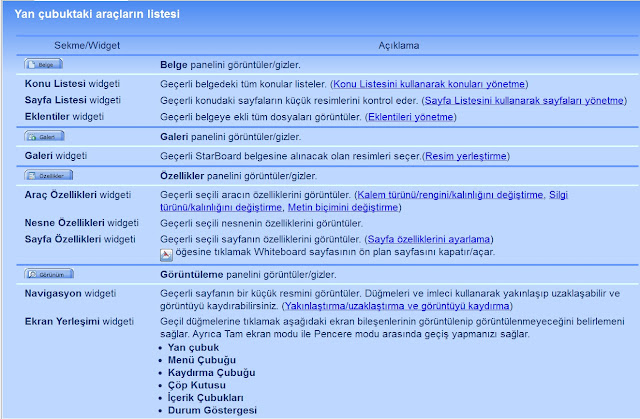 Yan çubuktaki araçların listesi
Sekme/Widget Açıklama
Belge Belge panelini görüntüler/gizler.
Konu Listesi widgeti Geçerli belgedeki tüm konular listeler. (Konu Listesini kullanarak konuları yönetme)
Sayfa Listesi widgeti Geçerli konudaki sayfaların küçük resimlerini kontrol eder. (Sayfa Listesini kullanarak sayfaları yönetme)
Eklentiler widgeti Geçerli belgeye ekli tüm dosyaları görüntüler. (Eklentileri yönetme)
Galeri Galeri panelini görüntüler/gizler.
Galeri widgeti Geçerli StarBoard belgesine alınacak olan resimleri seçer.(Resim yerleştirme)
Özellikler Özellikler panelini görüntüler/gizler.
Araç Özellikleri widgeti Geçerli seçili aracın özelliklerini görüntüler. (Kalem türünü/rengini/kalınlığını değiştirme, Silgi
türünü/kalınlığını değiştirme, Metin biçimini değiştirme)
Nesne Özellikleri widgeti Geçerli seçili nesnenin özelliklerini görüntüler.
Sayfa Özellikleri widgeti Geçerli seçili sayfanın özelliklerini görüntüler. (Sayfa özelliklerini ayarlama)
öğesine tıklamak Whiteboard sayfasının ön plan sayfasını kapatır/açar.
Görünüm Görüntüleme panelini görüntüler/gizler.
Navigasyon widgeti Geçerli sayfanın bir küçük resmini görüntüler. Düğmeleri ve imleci kullanarak yakınlaşıp uzaklaşabilir ve
görüntüyü kaydırabilirsiniz. (Yakınlaştırma/uzaklaştırma ve görüntüyü kaydırma)
Ekran Yerleşimi widgeti Geçil düğmelerine tıklamak aşağıdaki ekran bileşenlerinin görüntülenip görüntülenmeyeceğini belirlemeni
sağlar. Ayrıca Tam ekran modu ile Pencere modu arasında geçiş yapmanızı sağlar.
• Yan çubuk
• Menü Çubuğu
• Kaydırma Çubuğu
• Çöp Kutusu
• İçerik Çubukları
• Durum Göstergesi